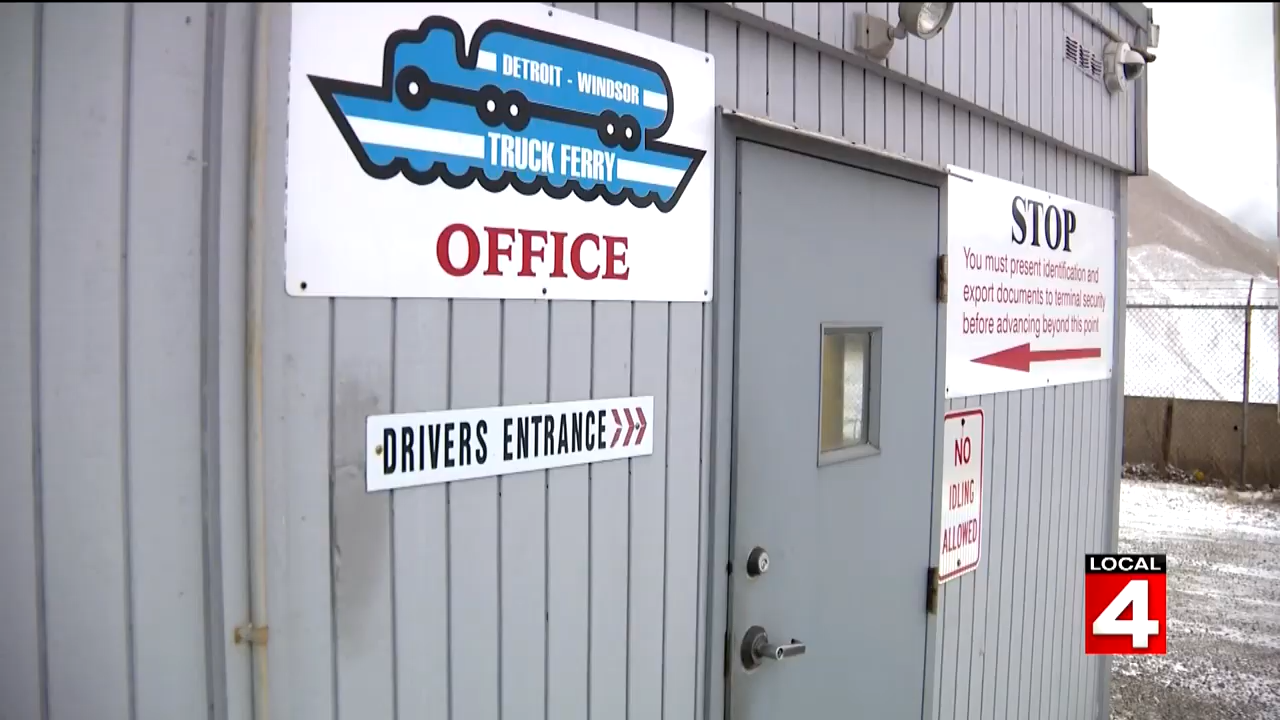 DETROIT - WINDSOR
TRUCK FERRY
OFFICE
DRIVERS ENTRANCE
STOP
You must present identification and
export documents to terminal security
before advancing beyond this point
NO
IDLING
ALLOWED
LOCAL
4